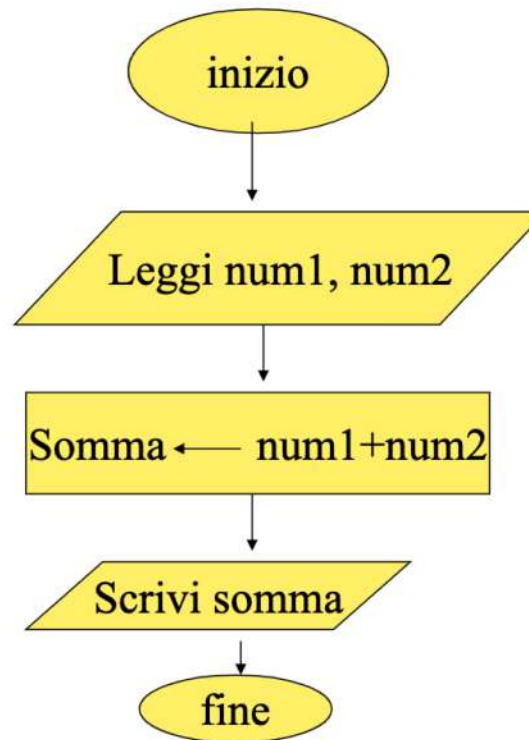 inizio
Leggi num1, num2
Somma ← num1+num2
Scrivi somma
fine